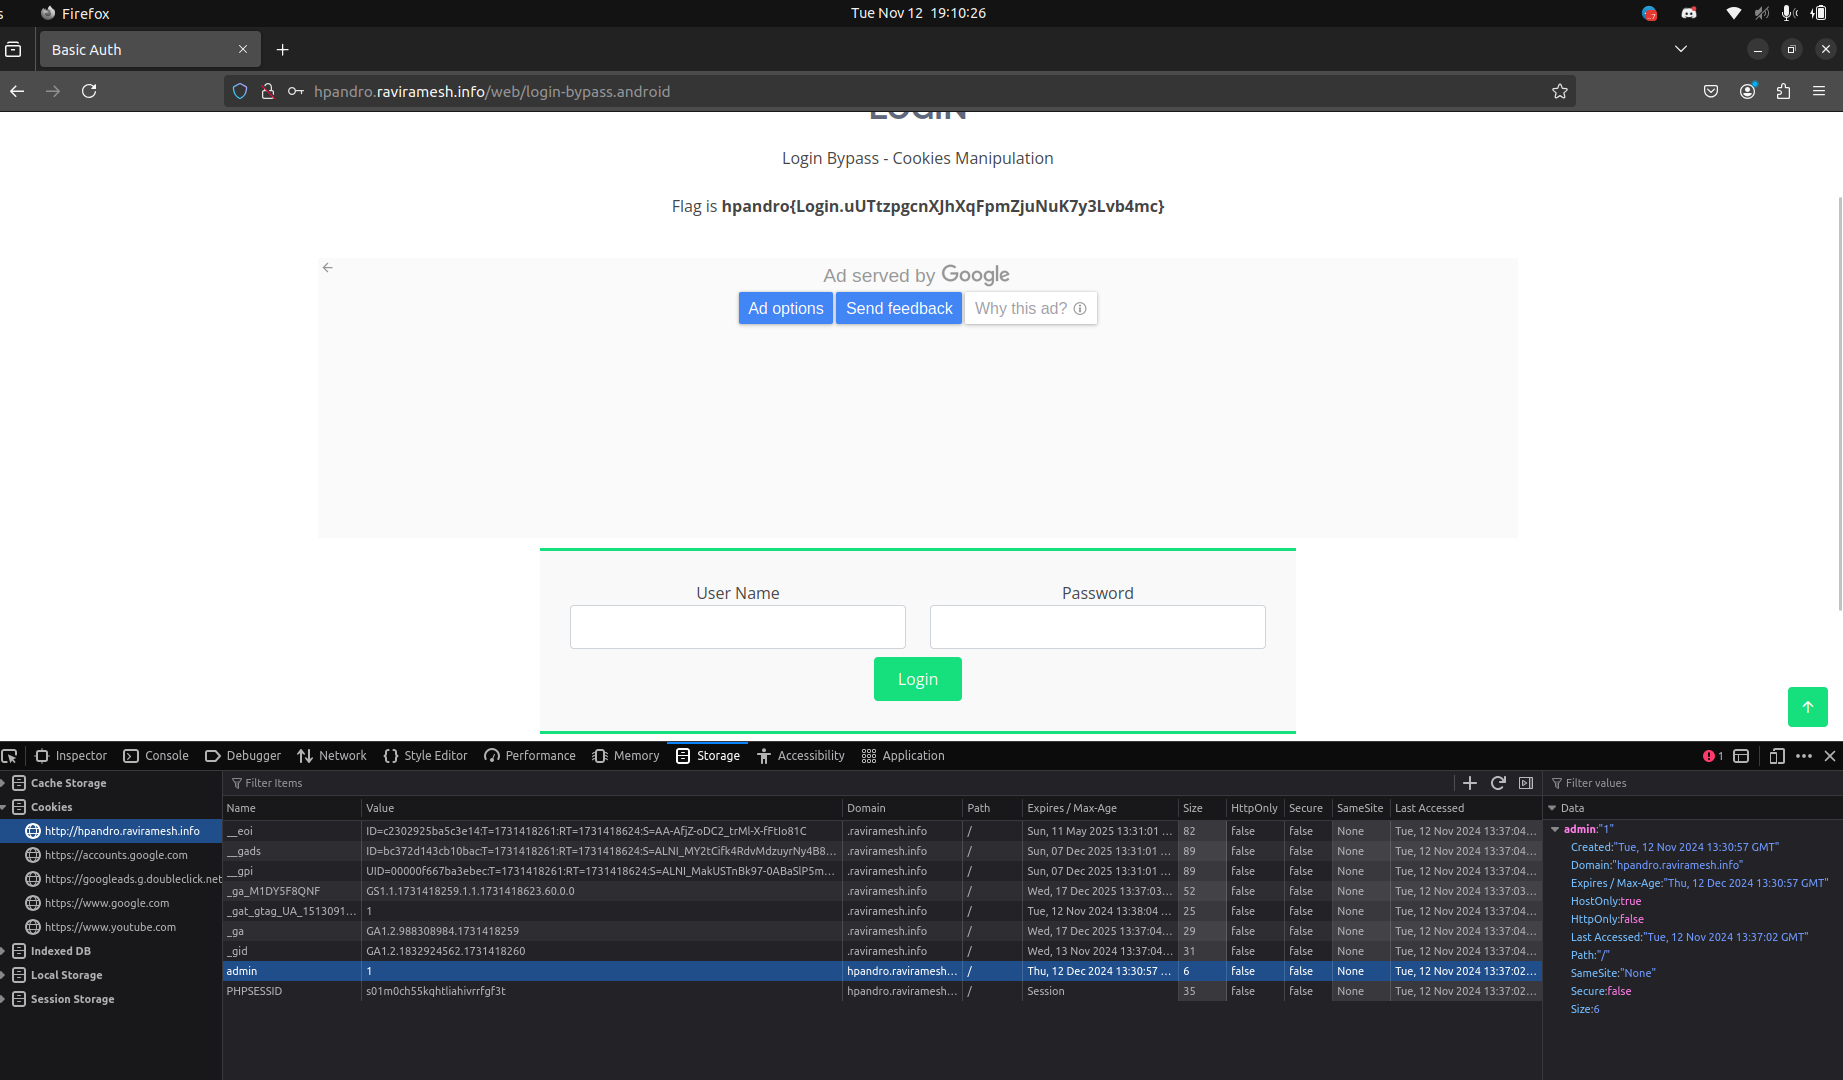 s
Firefox
Tue Nov 12 19:10:26
Basic Auth
hpandro.raviramesh.info/web/login-bypass.android
LOGIN
Login Bypass - Cookies Manipulation
Flag is hpandro{Login.uUTtzpgcnXJhXqFpmZjuNuK7y3Lvb4mc}
Ad served by Google
Ad options Send feedback Why this ad?
User Name Password
Login
Inspector Console Debugger Network Style Editor Performance Memory Storage Accessibility Application 1
Cache Storage
Cookies
http://hpandro.raviramesh.info
https://accounts.google.com
https://googleads.g.doubleclick.net
https://www.google.com
https://www.youtube.com
Indexed DB
Local Storage
Session Storage
Filter Items
Name Value Domain Path Expires / Max-Age Size HttpOnly Secure SameSite Last Accessed
__eoi ID=c2302925ba5c3e14:T=1731418261:RT=1731418624:S=AA-AfjZ-oDC2_trMl-X-fFtIo81C .raviramesh.info / Sun, 11 May 2025 13:31:01 ... 82 false false None Tue, 12 Nov 2024 13:37:04...
__gads ID=bc372d143cb10bac:T=1731418261:RT=1731418624:S=ALNI_MY2tCifk4RdvMdzuyrNy4B8... .raviramesh.info / Sun, 07 Dec 2025 13:31:01 ... 89 false false None Tue, 12 Nov 2024 13:37:04...
__gpi UID=00000f667ba3ebec:T=1731418261:RT=1731418624:S=ALNI_MakUSTnBk97-0ABaSlP5m... .raviramesh.info / Sun, 07 Dec 2025 13:31:01 ... 89 false false None Tue, 12 Nov 2024 13:37:04...
_ga_M1DY5F8QNF GS1.1.1731418259.1.1.1731418623.60.0.0 .raviramesh.info / Wed, 17 Dec 2025 13:37:03... 52 false false None Tue, 12 Nov 2024 13:37:03...
_gat_gtag_UA_1513091... 1 .raviramesh.info / Tue, 12 Nov 2024 13:38:04 ... 25 false false None Tue, 12 Nov 2024 13:37:04...
_ga GA1.2.988308984.1731418259 .raviramesh.info / Wed, 17 Dec 2025 13:37:04... 29 false false None Tue, 12 Nov 2024 13:37:04...
_gid GA1.2.1832924562.1731418260 .raviramesh.info / Wed, 13 Nov 2024 13:37:04... 31 false false None Tue, 12 Nov 2024 13:37:04...
admin 1 hpandro.raviramesh... / Thu, 12 Dec 2024 13:30:57 ... 6 false false None Tue, 12 Nov 2024 13:37:02...
PHPSESSID s01m0ch55kqhtliahivrrfgf3t hpandro.raviramesh... / Session 35 false false None Tue, 12 Nov 2024 13:37:02...
Filter values
Data
admin:"1"
Created:"Tue, 12 Nov 2024 13:30:57 GMT"
Domain:"hpandro.raviramesh.info"
Expires / Max-Age:"Thu, 12 Dec 2024 13:30:57 GMT"
HostOnly:true
HttpOnly:false
Last Accessed:"Tue, 12 Nov 2024 13:37:02 GMT"
Path:"/"
SameSite:"None"
Secure:false
Size:6